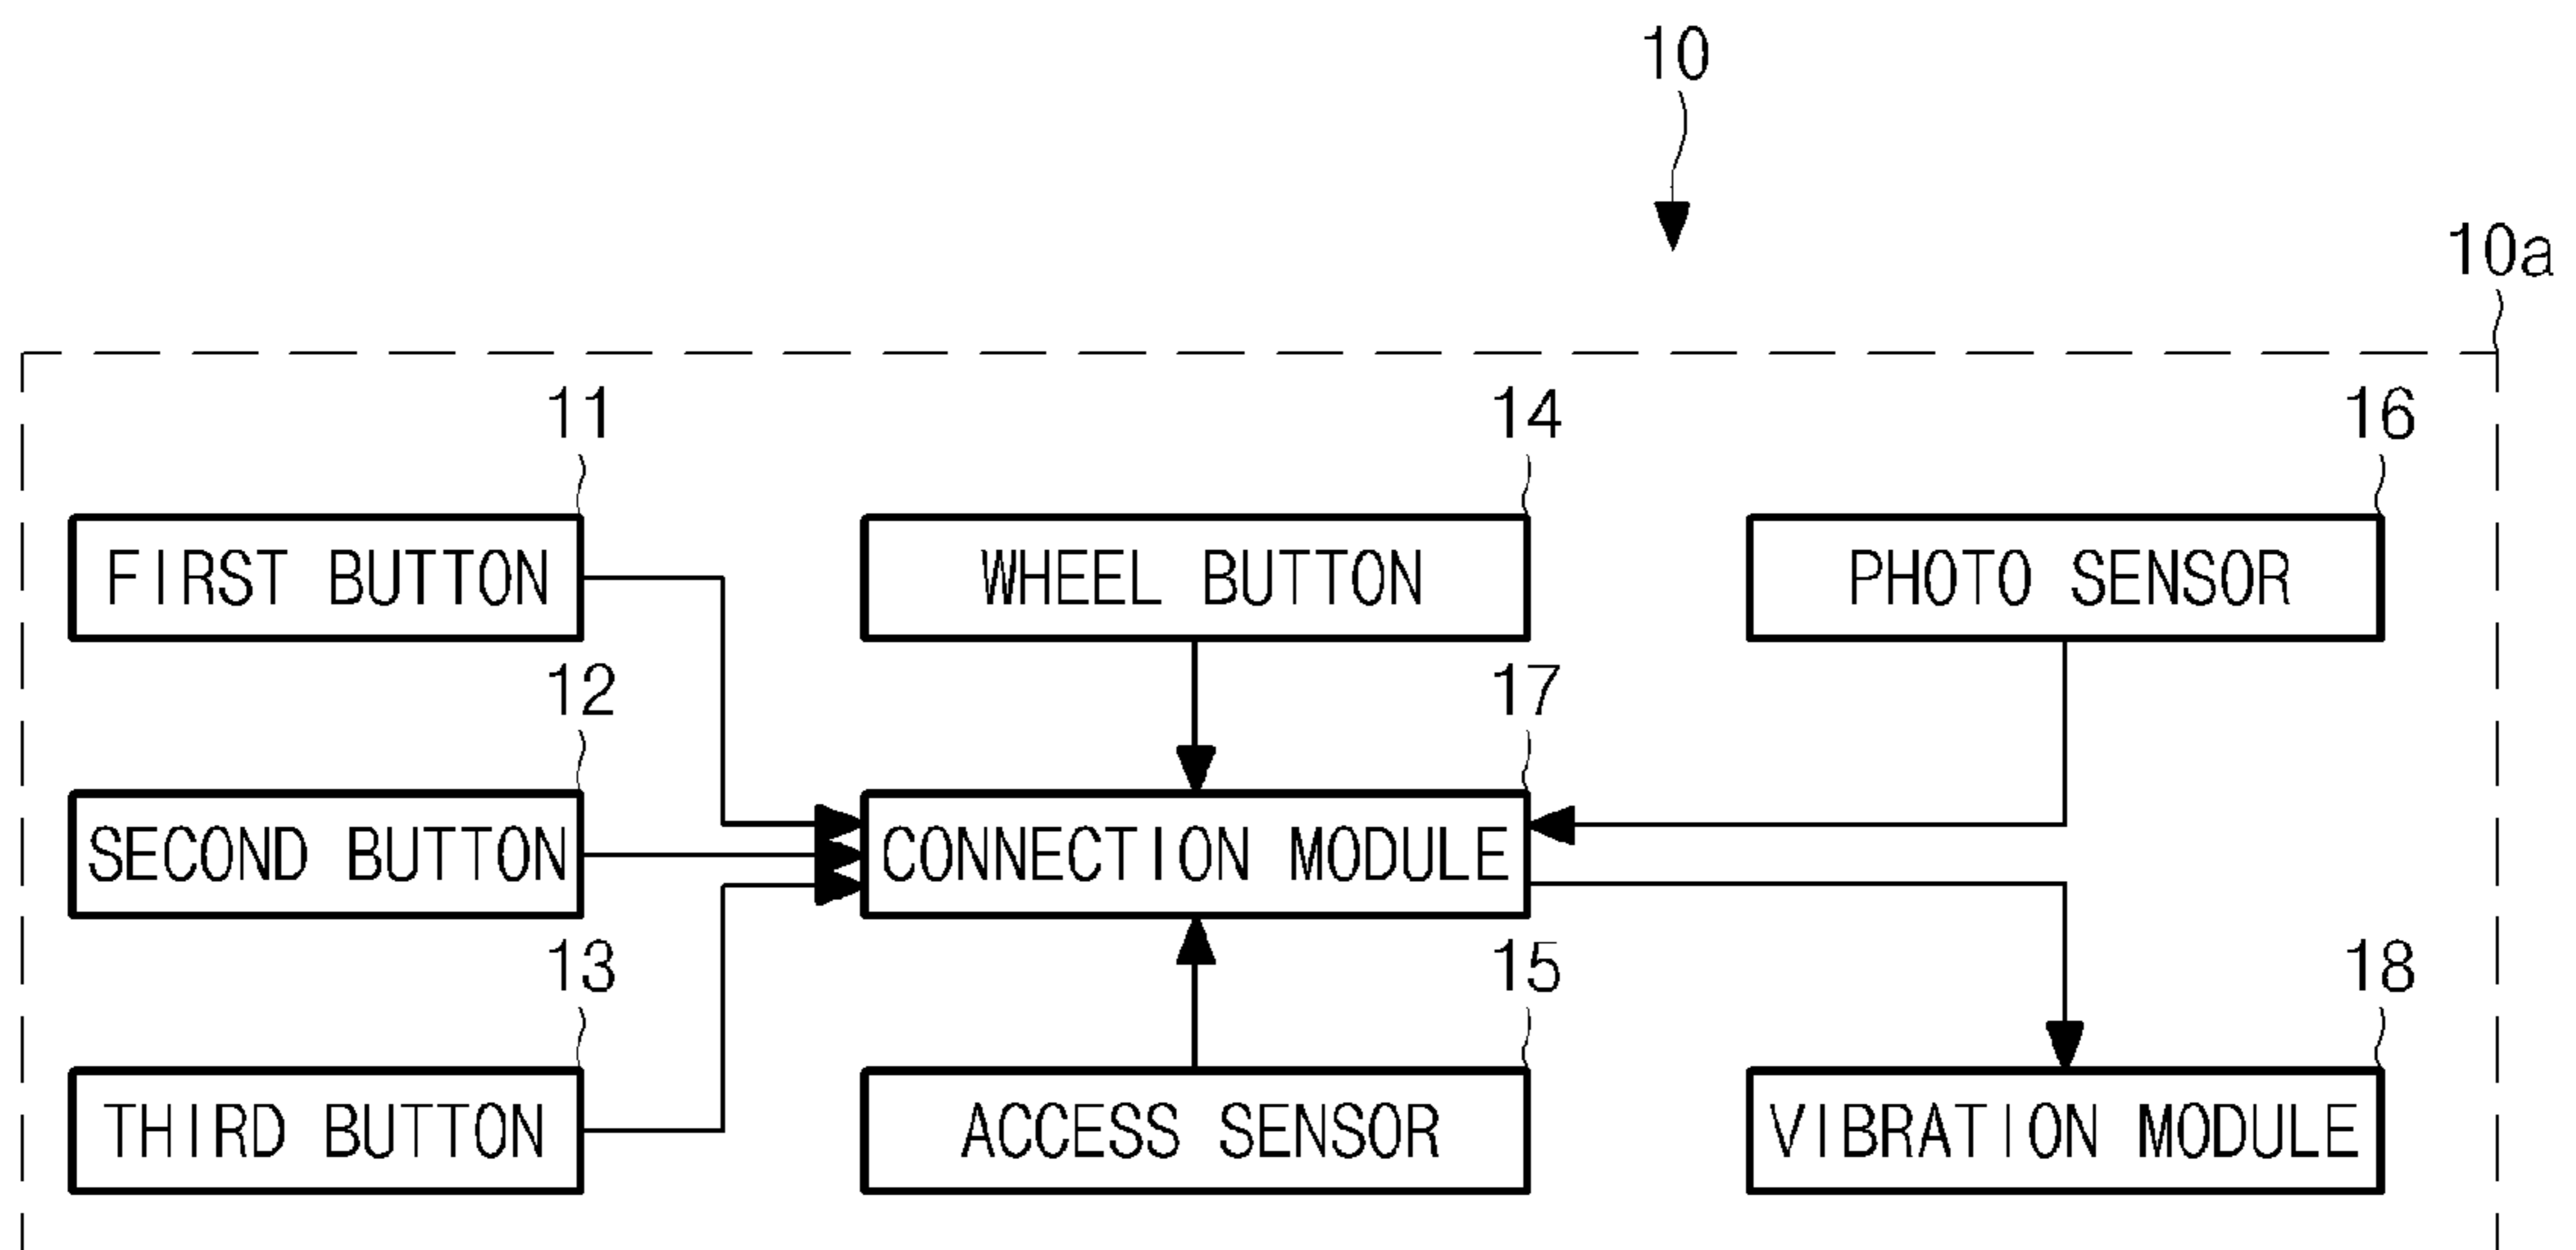 10
10a
11
14
16
FIRST BUTTON
WHEEL BUTTON
PHOTO SENSOR
12
17
SECOND BUTTON
CONNECTION MODULE
13
15
18
THIRD BUTTON
ACCESS SENSOR
VIBRATION MODULE